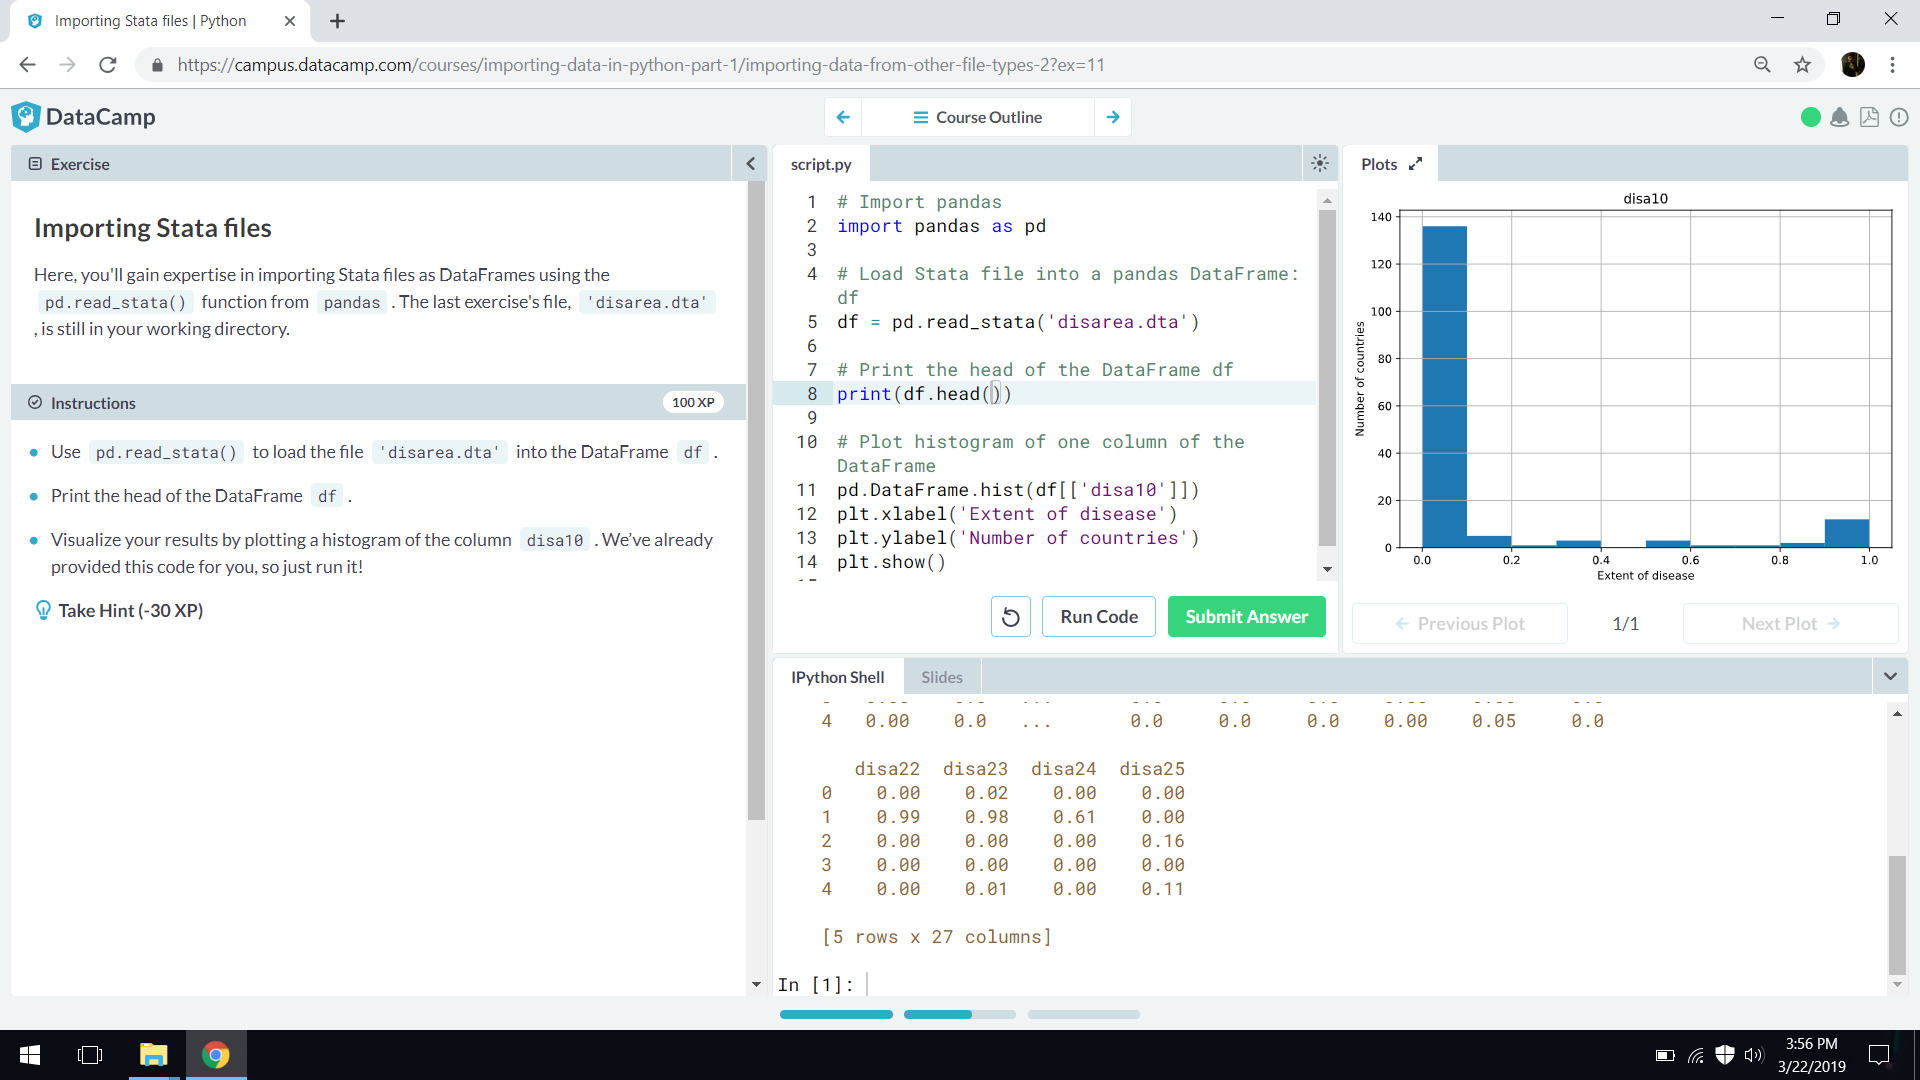 Importing Stata files | Python
https://campus.datacamp.com/courses/importing-data-in-python-part-1/importing-data-from-other-file-types-2?ex=11
DataCamp
Course Outline
Exercise
Importing Stata files
Here, you'll gain expertise in importing Stata files as DataFrames using the
pd.read_stata() function from pandas . The last exercise's file, 'disarea.dta'
, is still in your working directory.
Instructions
100 XP
Use pd.read_stata() to load the file 'disarea.dta' into the DataFrame df .
Print the head of the DataFrame df .
Visualize your results by plotting a histogram of the column disa10 . We've already
provided this code for you, so just run it!
Take Hint (-30 XP)
script.py
1 # Import pandas
2 import pandas as pd
3
4 # Load Stata file into a pandas DataFrame:
df
5 df = pd.read_stata('disarea.dta')
6
7 # Print the head of the DataFrame df
8 print(df.head())
9
10 # Plot histogram of one column of the
DataFrame
11 pd.DataFrame.hist(df[['disa10']])
12 plt.xlabel('Extent of disease')
13 plt.ylabel('Number of countries')
14 plt.show()
Run Code
Submit Answer
Plots
disa10
140
120
100
80
60
40
20
0
Number of countries
0.0 0.2 0.4 0.6 0.8 1.0
Extent of disease
Previous Plot
1/1
Next Plot
IPython Shell
Slides
4 0.00 0.0 ... 0.0 0.0 0.0 0.00 0.05 0.0
disa22 disa23 disa24 disa25
0 0.00 0.02 0.00 0.00
1 0.99 0.98 0.61 0.00
2 0.00 0.00 0.00 0.16
3 0.00 0.00 0.00 0.00
4 0.00 0.01 0.00 0.11
[5 rows x 27 columns]
In [1]:
3:56 PM
3/22/2019